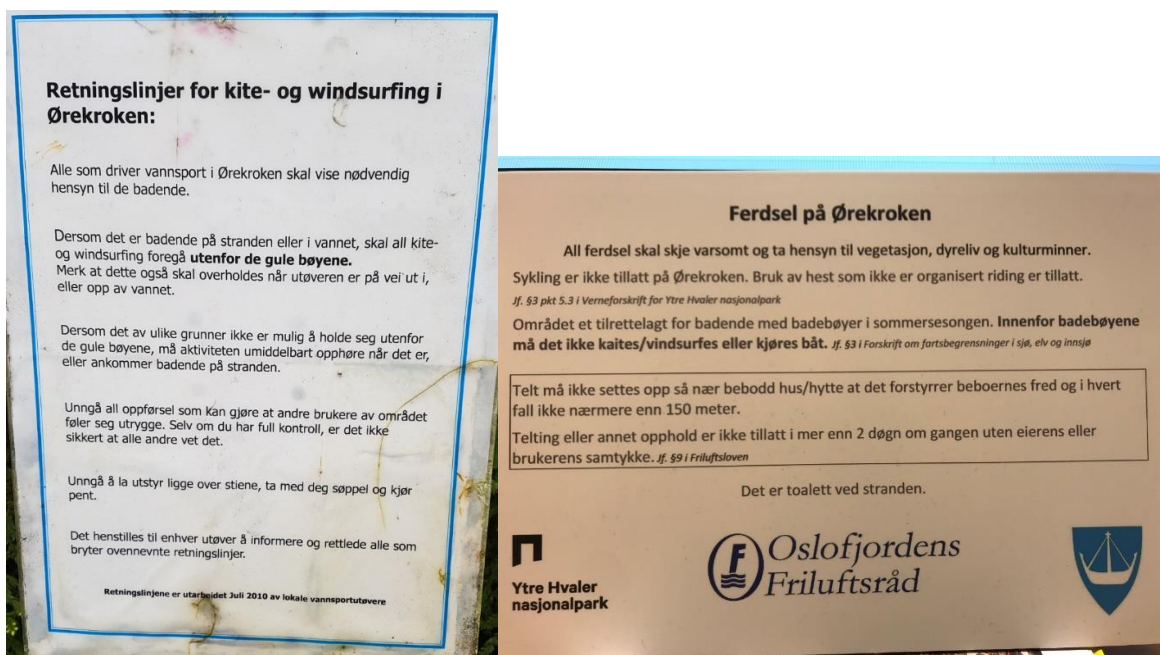 Retningslinjer for kite- og windsurfing i
Ørekroken:
Alle som driver vannsport i Ørekroken skal vise nødvendig
hensyn til de badende.
Dersom det er badende på stranden eller i vannet, skal all kite-
og windsurfing foregå utenfor de gule bøyene.
Merk at dette også skal overholdes når utøveren er på vei ut i,
eller opp av vannet.
Dersom det av ulike grunner ikke er mulig å holde seg utenfor
de gule bøyene, må aktiviteten umiddelbart opphøre når det er,
eller ankommer badende på stranden.
Unngå all oppførsel som kan gjøre at andre brukere av området
føler seg utrygge. Selv om du har full kontroll, er det ikke
sikkert at alle andre vet det.
Unngå å la utstyr ligge over stiene, ta med deg søppel og kjør
pent.
Det henstilles til enhver utøver å informere og rettlede alle som
bryter ovennevnte retningslinjer.
Retningslinjene er utarbeidet Juli 2010 av lokale vannsportutøvere
Ferdsel på Ørekroken
All ferdsel skal skje varsomt og ta hensyn til vegetasjon, dyreliv og kulturminner.
Sykling er ikke tillatt på Ørekroken. Bruk av hest som ikke er organisert riding er tillatt.
Jf. §3 pkt 5.3 i Verneforskrift for Ytre Hvaler nasjonalpark
Området et tilrettelagt for badende med badebøyer i sommersesongen. Innenfor badebøyene
må det ikke kaites/vindsurfes eller kjøres båt. Jf. §3 i Forskrift om fartsbegrensninger i sjø, elv og innsjø
Telt må ikke settes opp så nær bebodd hus/hytte at det forstyrrer beboernes fred og i hvert
fall ikke nærmere enn 150 meter.
Telting eller annet opphold er ikke tillatt i mer enn 2 døgn om gangen uten eierens eller
brukerens samtykke. Jf. §9 i Friluftsloven
Det er toalett ved stranden.
Ytre Hvaler
nasjonalpark
F
Oslofjordens
Friluftsråd